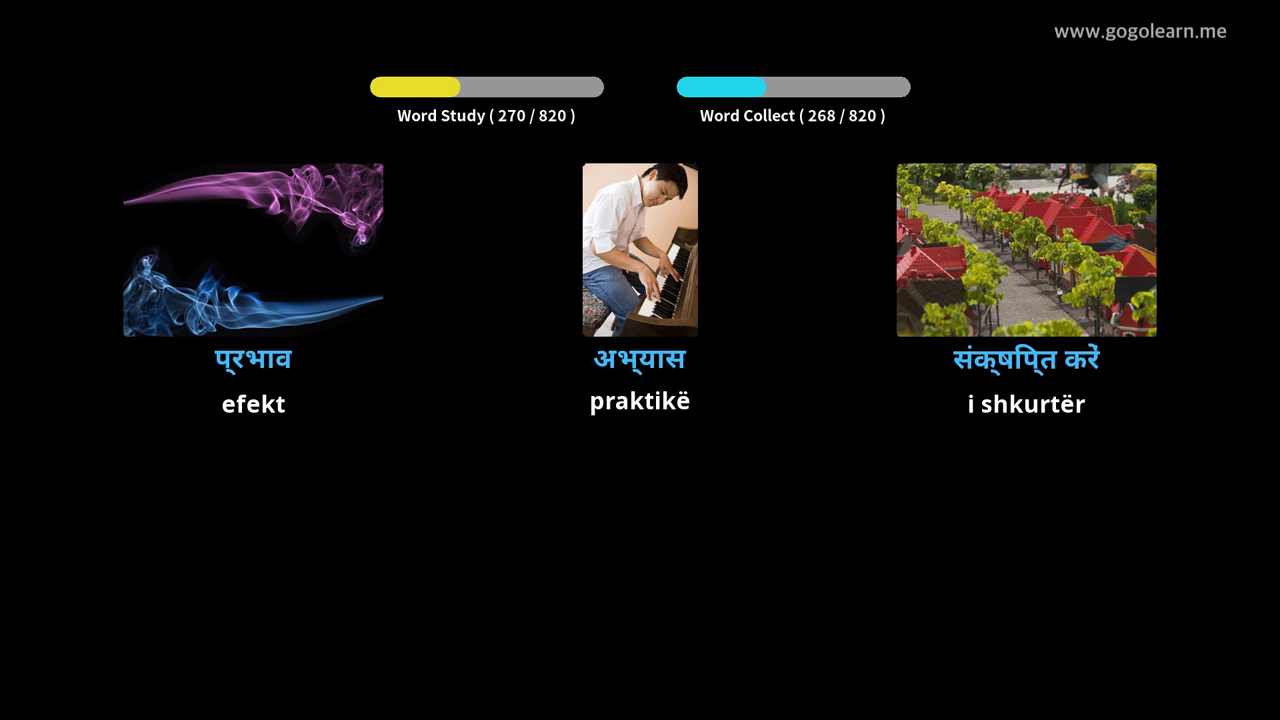 www.gogolearn.me
Word Study ( 270 / 820 )
Word Collect ( 268 / 820 )
प्रभाव
अभ्यास
संक्षिप्त करें
efekt
praktikë
i shkurtër